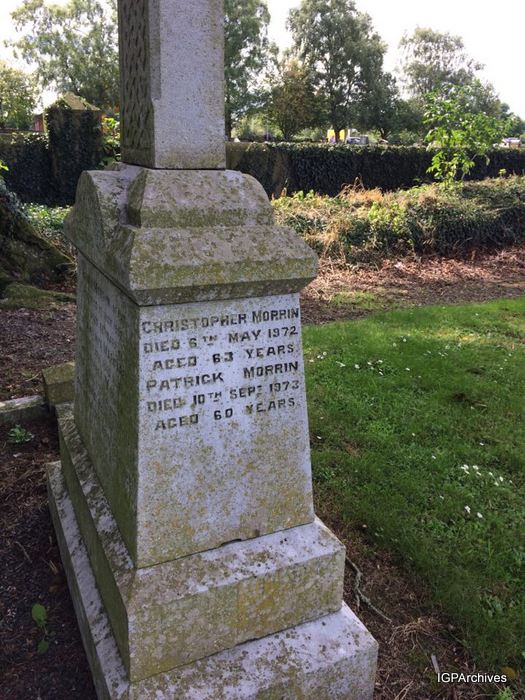 CHRISTOPHER MORRIN
DIED 6TH MAY 1972
AGED 63 YEARS.
PATRICK MORRIN
DIED 10TH SEPT 1973
AGED 60 YEARS.
IGPArchives